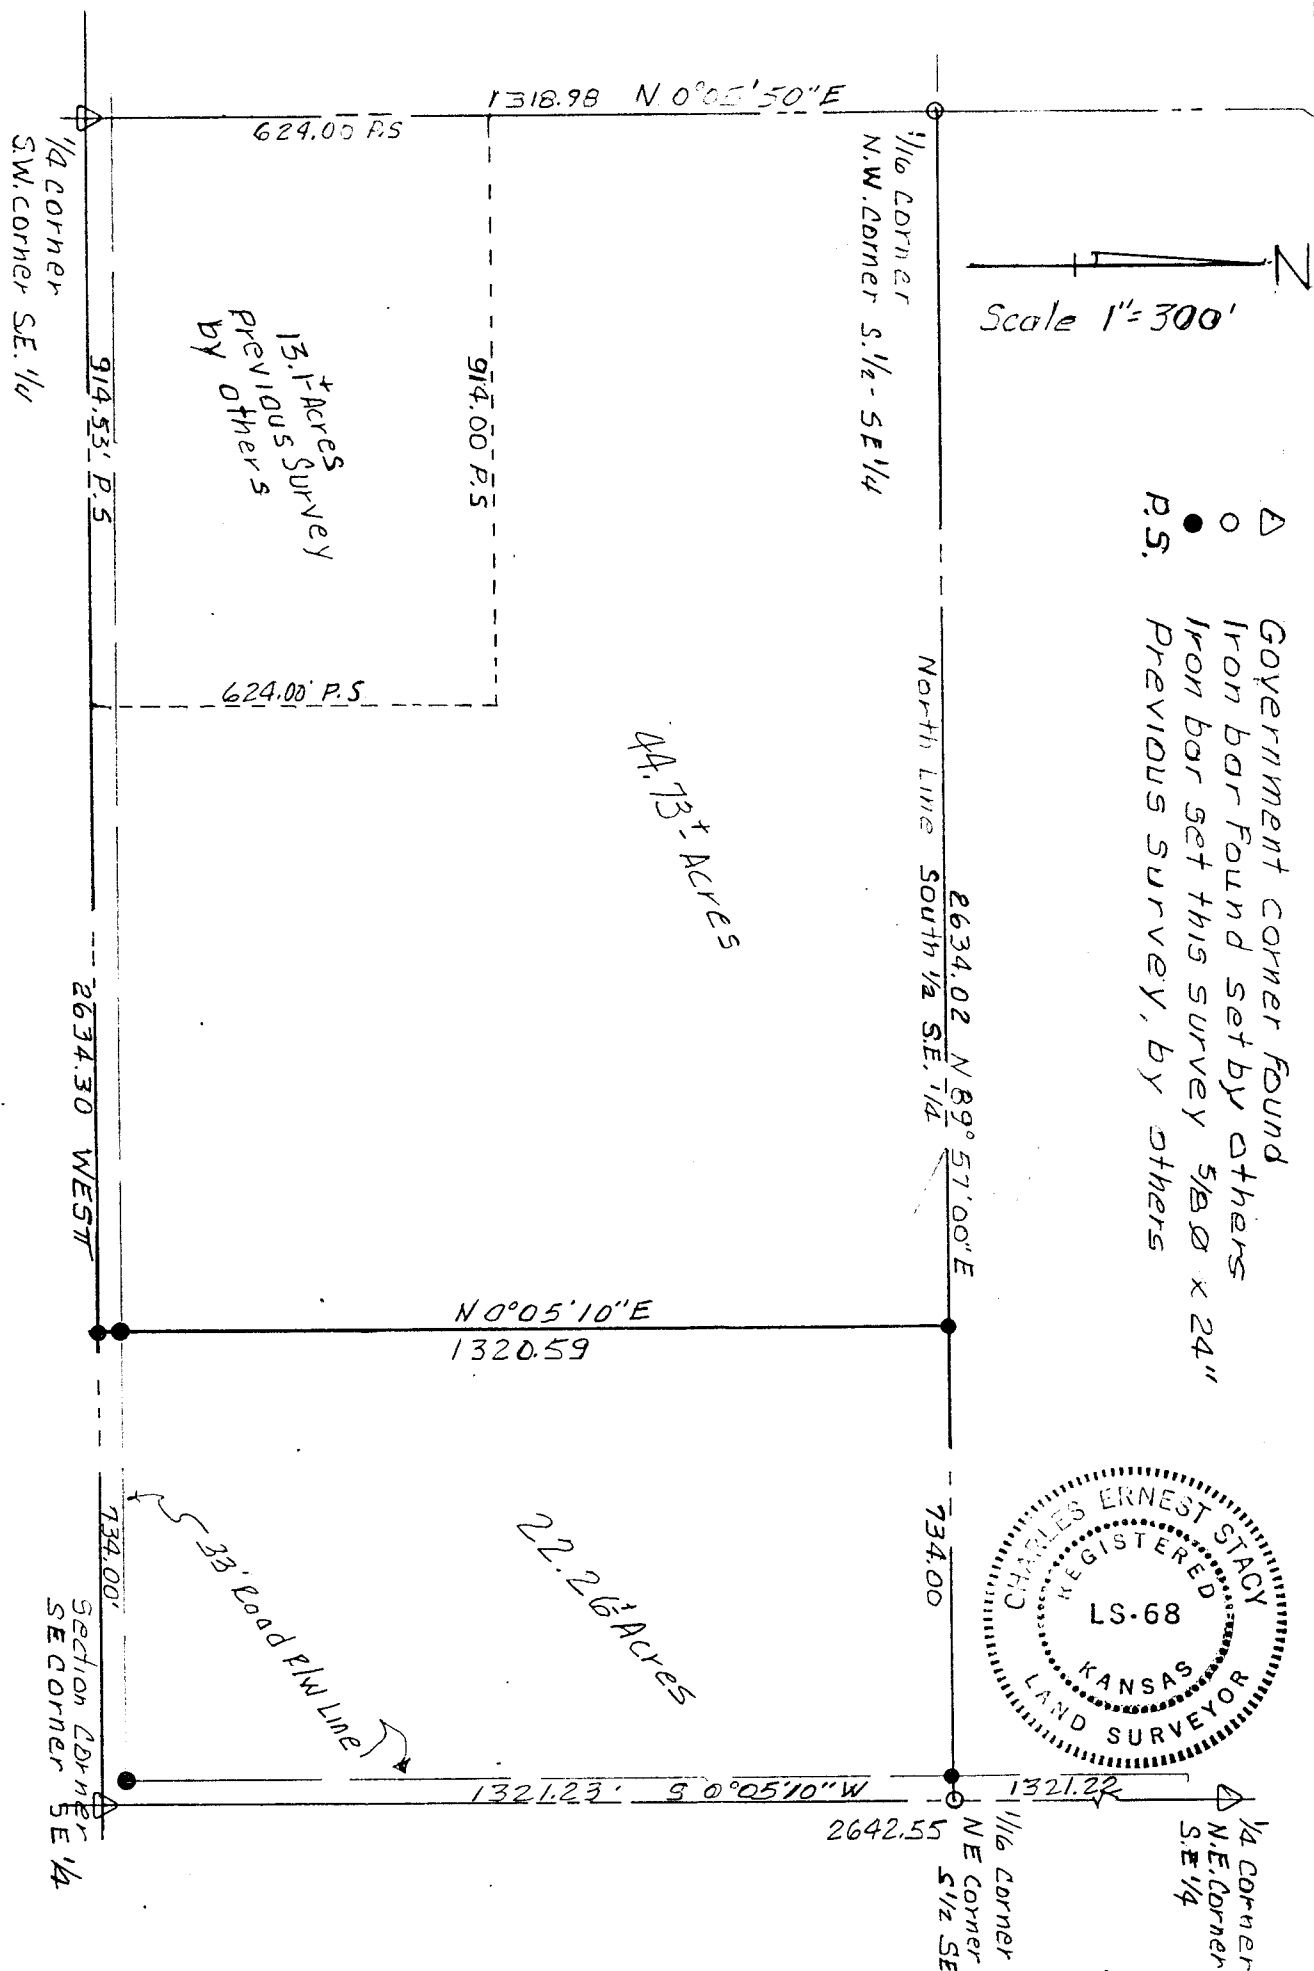 N
Scale 1"=300'
△ Government corner Found
○ Iron bar Found set by others
● Iron bar set this survey 5/8Ø x 24"
P.S. Previous survey, by others
CHARLES ERNEST STACY
REGISTERED
LS-68
KANSAS
LAND SURVEYOR
1/4 Corner
N.E. Corner
S.E 1/4
1/16 Corner
N.W. Corner S.1/2 - SE 1/4
2634.02 N 89° 57' 00" E
North Line South 1/2 S.E. 1/4
734.00
1/16 Corner
NE Corner
S 1/2 SE
1321.22
2642.55
1318.98 N 0°05'50"E
624.00 P.S
914.00 P.S
13.1± Acres
Previous Survey
by others
624.00' P.S
44.73± Acres
N 0°05'10"E
1320.59
22.26± Acres
33' Road R/W Line
1321.23' S 0°05'10"W
914.53' P.S
2634.30 WEST
734.00'
1/4 corner
S.W. corner S.E. 1/4
Section Corner
SE Corner SE 1/4